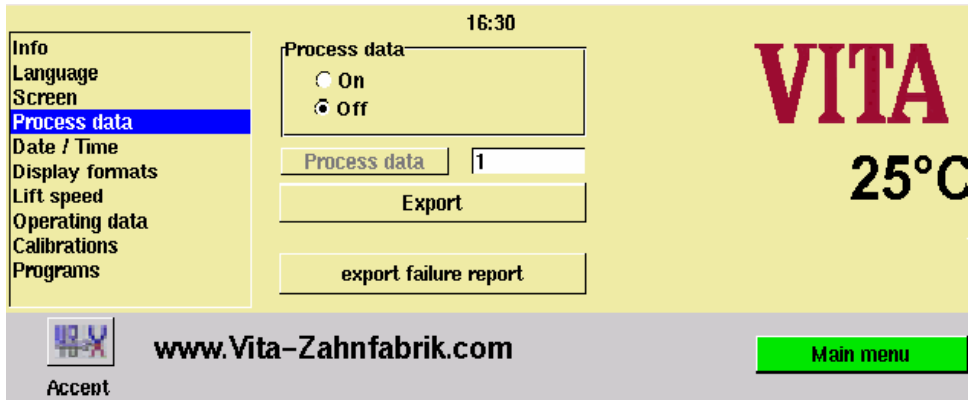 16:30
Info
Language
Screen
Process data
Date / Time
Display formats
Lift speed
Operating data
Calibrations
Programs
Process data
On
Off
Process data 1
Export
export failure report
VITA
25°C
Accept
www.Vita-Zahnfabrik.com
Main menu